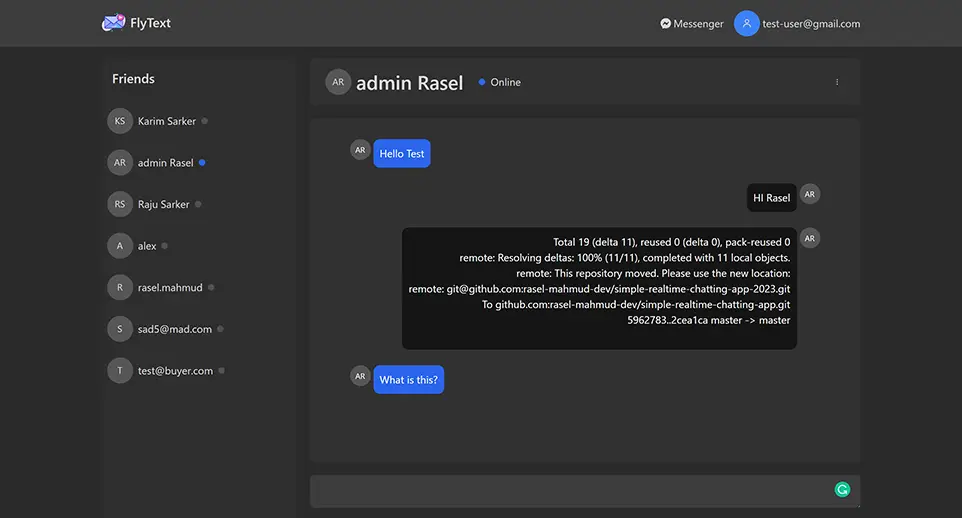 FlyText
Messenger
test-user@gmail.com
Friends
KS Karim Sarker
AR admin Rasel
RS Raju Sarker
A alex
R rasel.mahmud
S sad5@mad.com
T test@buyer.com
AR admin Rasel Online
AR Hello Test
HI Rasel AR
Total 19 (delta 11), reused 0 (delta 0), pack-reused 0 AR
remote: Resolving deltas: 100% (11/11), completed with 11 local objects.
remote: This repository moved. Please use the new location:
remote: git@github.com:rasel-mahmud-dev/simple-realtime-chatting-app-2023.git
To github.com:rasel-mahmud-dev/simple-realtime-chatting-app.git
5962783..2cea1ca master -> master
AR What is this?